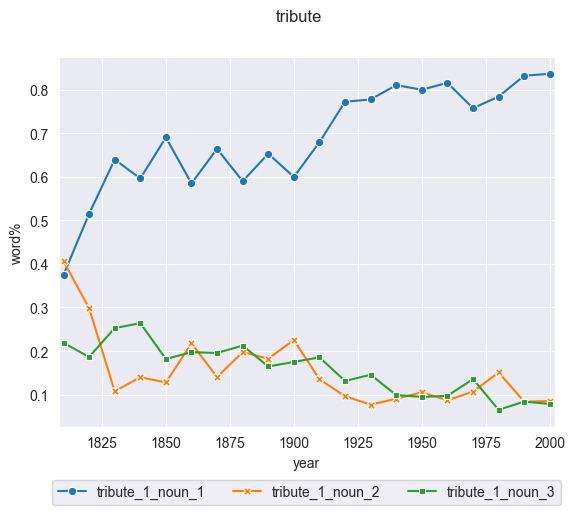 tribute
0.8
0.7
0.6
0.5
0.4
0.3
0.2
0.1
word%
1825 1850 1875 1900 1925 1950 1975 2000
year
tribute_1_noun_1 tribute_1_noun_2 tribute_1_noun_3